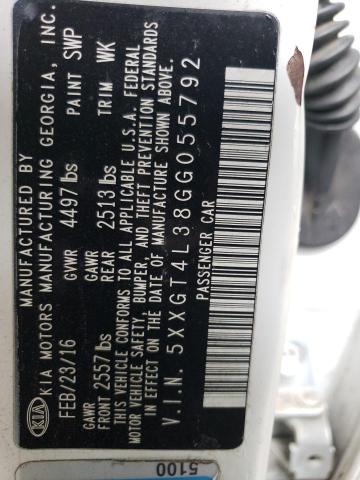 KIA
MANUFACTURED BY
KIA MOTORS MANUFACTURING GEORGIA, INC.
FEB/23/16 GVWR 4497 lbs PAINT SWP
GAWR FRONT 2557 lbs GAWR REAR 2513 lbs TRIM WK
THIS VEHICLE CONFORMS TO ALL APPLICABLE U.S.A. FEDERAL
MOTOR VEHICLE SAFETY, BUMPER, AND THEFT PREVENTION STANDARDS
IN EFFECT ON THE DATE OF MANUFACTURE SHOWN ABOVE.
V.I.N. 5XXGT4L38GG055792
PASSENGER CAR
5100